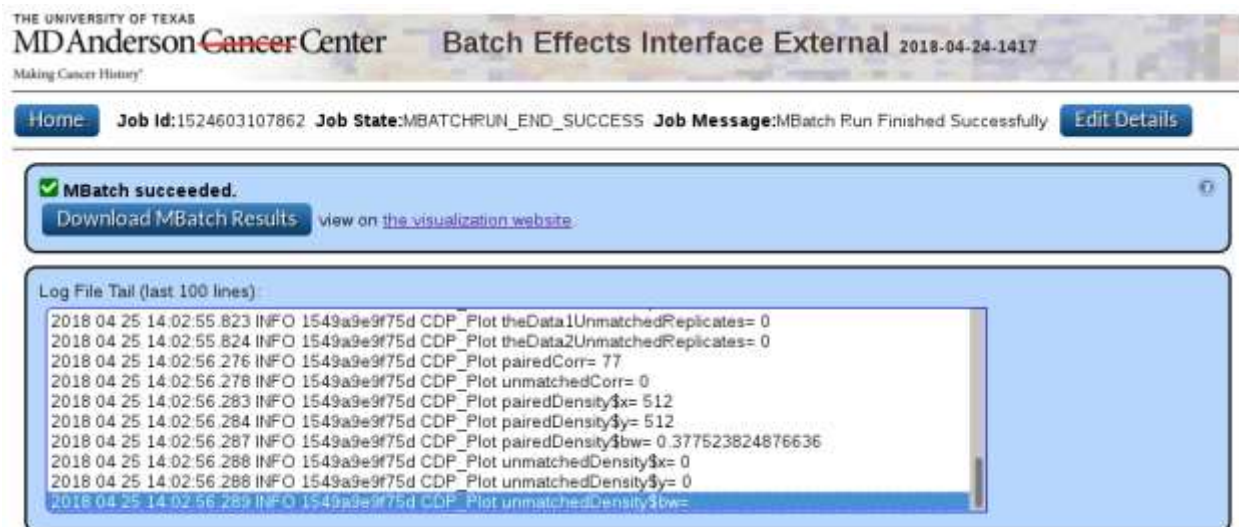 THE UNIVERSITY OF TEXAS
MD Anderson Cancer Center Batch Effects Interface External 2018-04-24-1417
Making Cancer History®
Home Job Id:1524603107862 Job State:MBATCHRUN_END_SUCCESS Job Message:MBatch Run Finished Successfully Edit Details
MBatch succeeded.
Download MBatch Results view on the visualization website.
Log File Tail (last 100 lines):
2018 04 25 14:02:55.823 INFO 1549a9e9f75d CDP_Plot theData1UnmatchedReplicates= 0
2018 04 25 14:02:55.824 INFO 1549a9e9f75d CDP_Plot theData2UnmatchedReplicates= 0
2018 04 25 14:02:56.276 INFO 1549a9e9f75d CDP_Plot pairedCorr= 77
2018 04 25 14:02:56.278 INFO 1549a9e9f75d CDP_Plot unmatchedCorr= 0
2018 04 25 14:02:56.283 INFO 1549a9e9f75d CDP_Plot pairedDensity$x= 512
2018 04 25 14:02:56.284 INFO 1549a9e9f75d CDP_Plot pairedDensity$y= 512
2018 04 25 14:02:56.287 INFO 1549a9e9f75d CDP_Plot pairedDensity$bw= 0.377523824876636
2018 04 25 14:02:56.288 INFO 1549a9e9f75d CDP_Plot unmatchedDensity$x= 0
2018 04 25 14:02:56.288 INFO 1549a9e9f75d CDP_Plot unmatchedDensity$y= 0
2018 04 25 14:02:56.289 INFO 1549a9e9f75d CDP_Plot unmatchedDensity$bw=